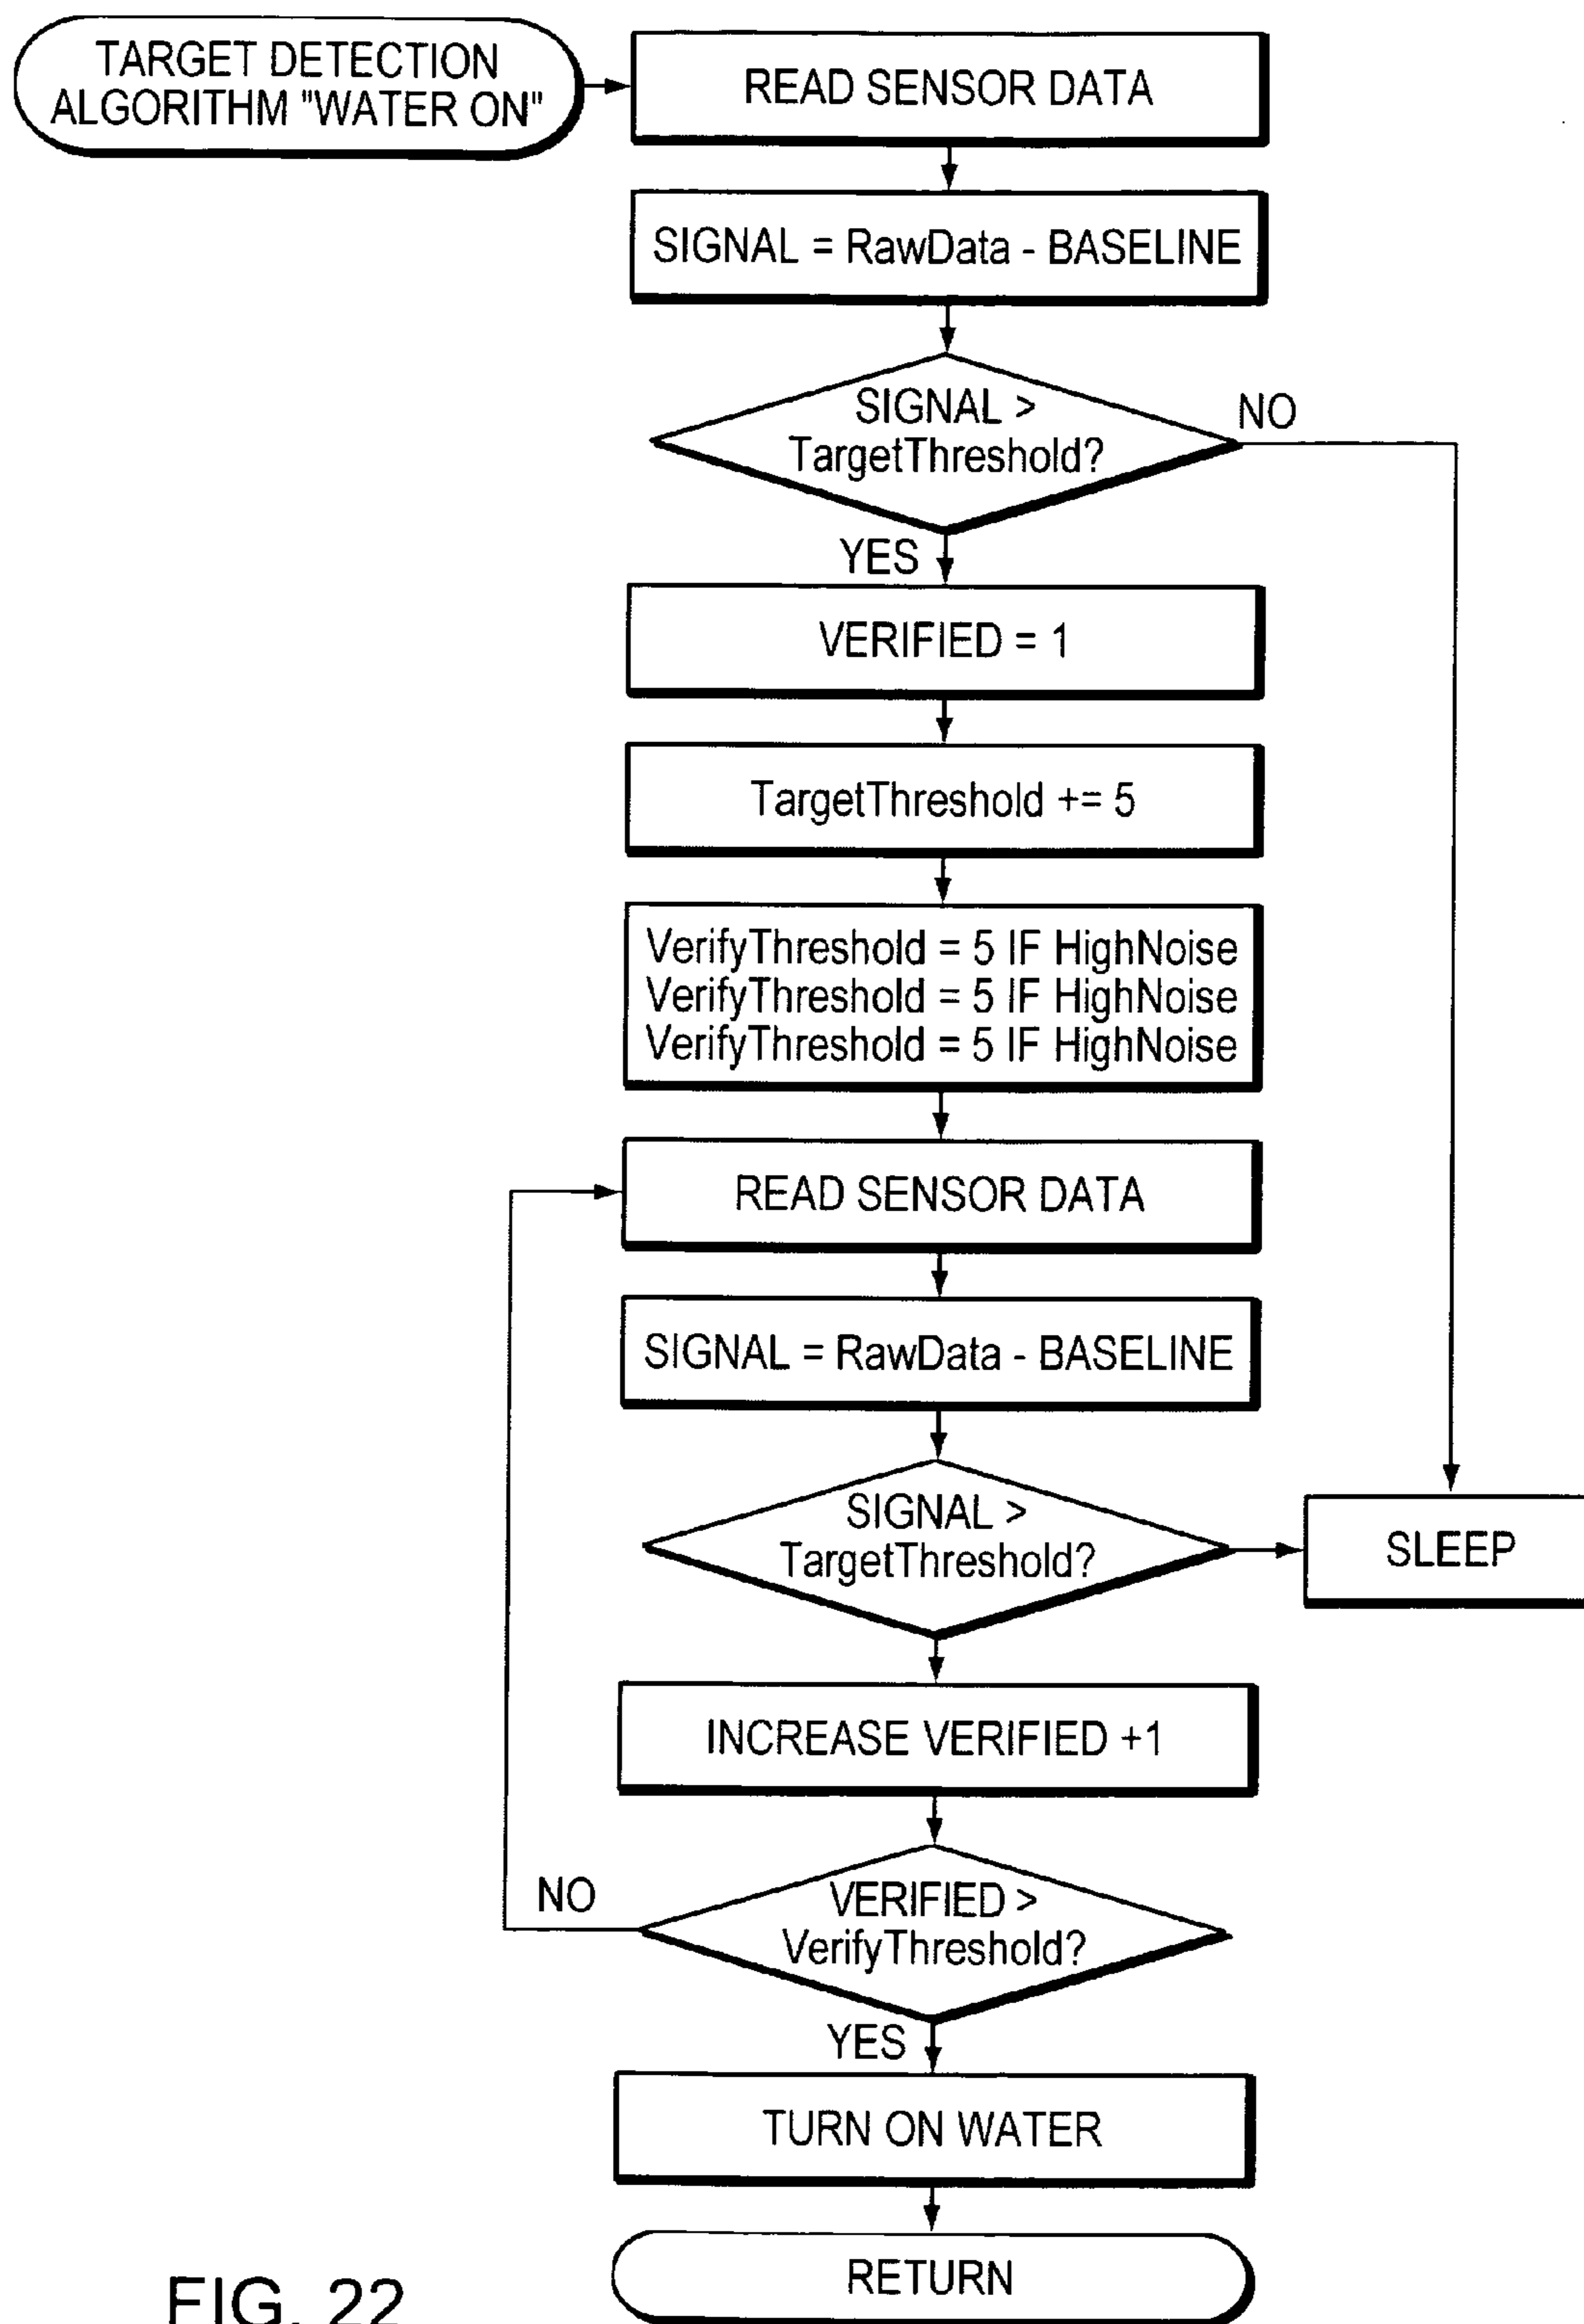 TARGET DETECTION
ALGORITHM "WATER ON"
READ SENSOR DATA
SIGNAL = RawData - BASELINE
SIGNAL >
TargetThreshold?
NO
YES
VERIFIED = 1
TargetThreshold += 5
VerifyThreshold = 5 IF HighNoise
VerifyThreshold = 5 IF HighNoise
VerifyThreshold = 5 IF HighNoise
READ SENSOR DATA
SIGNAL = RawData - BASELINE
SIGNAL >
TargetThreshold?
SLEEP
INCREASE VERIFIED +1
VERIFIED >
VerifyThreshold?
NO
YES
TURN ON WATER
RETURN
FIG. 22